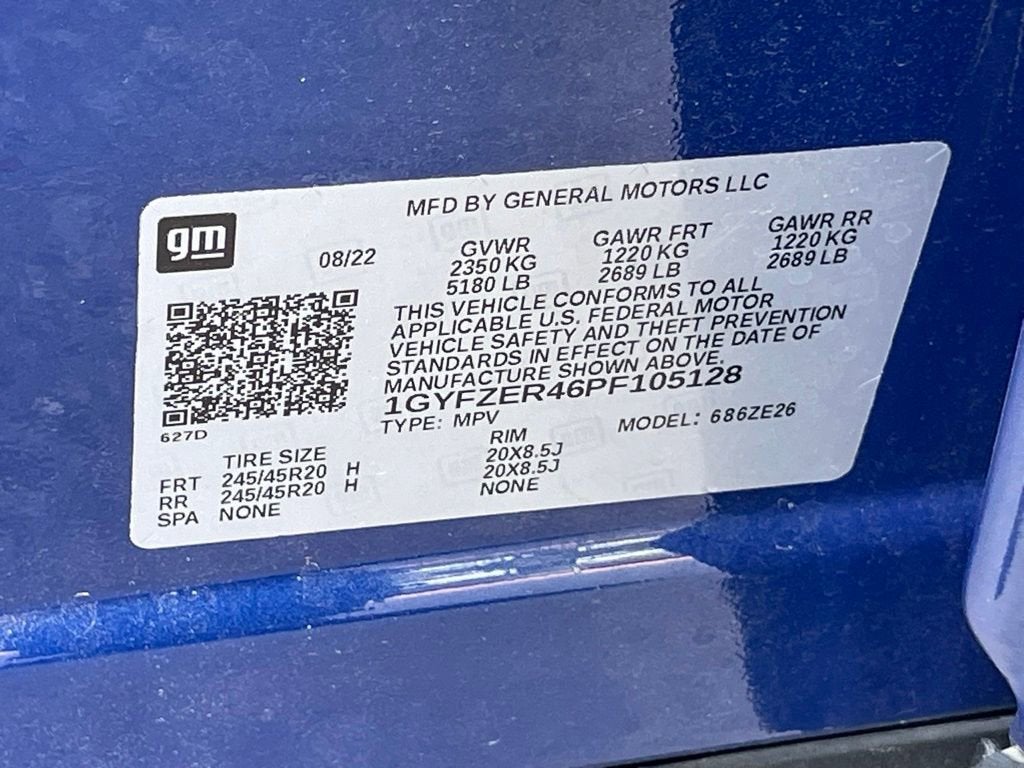 MFD BY GENERAL MOTORS LLC
gm
08/22
GVWR
2350 KG
5180 LB
GAWR FRT
1220 KG
2689 LB
GAWR RR
1220 KG
2689 LB
THIS VEHICLE CONFORMS TO ALL
APPLICABLE U.S. FEDERAL MOTOR
VEHICLE SAFETY AND THEFT PREVENTION
STANDARDS IN EFFECT ON THE DATE OF
MANUFACTURE SHOWN ABOVE.
1GYFZER46PF105128
TYPE: MPV
MODEL: 686ZE26
627D
TIRE SIZE
RIM
FRT 245/45R20 H 20X8.5J
RR 245/45R20 H 20X8.5J
SPA NONE NONE